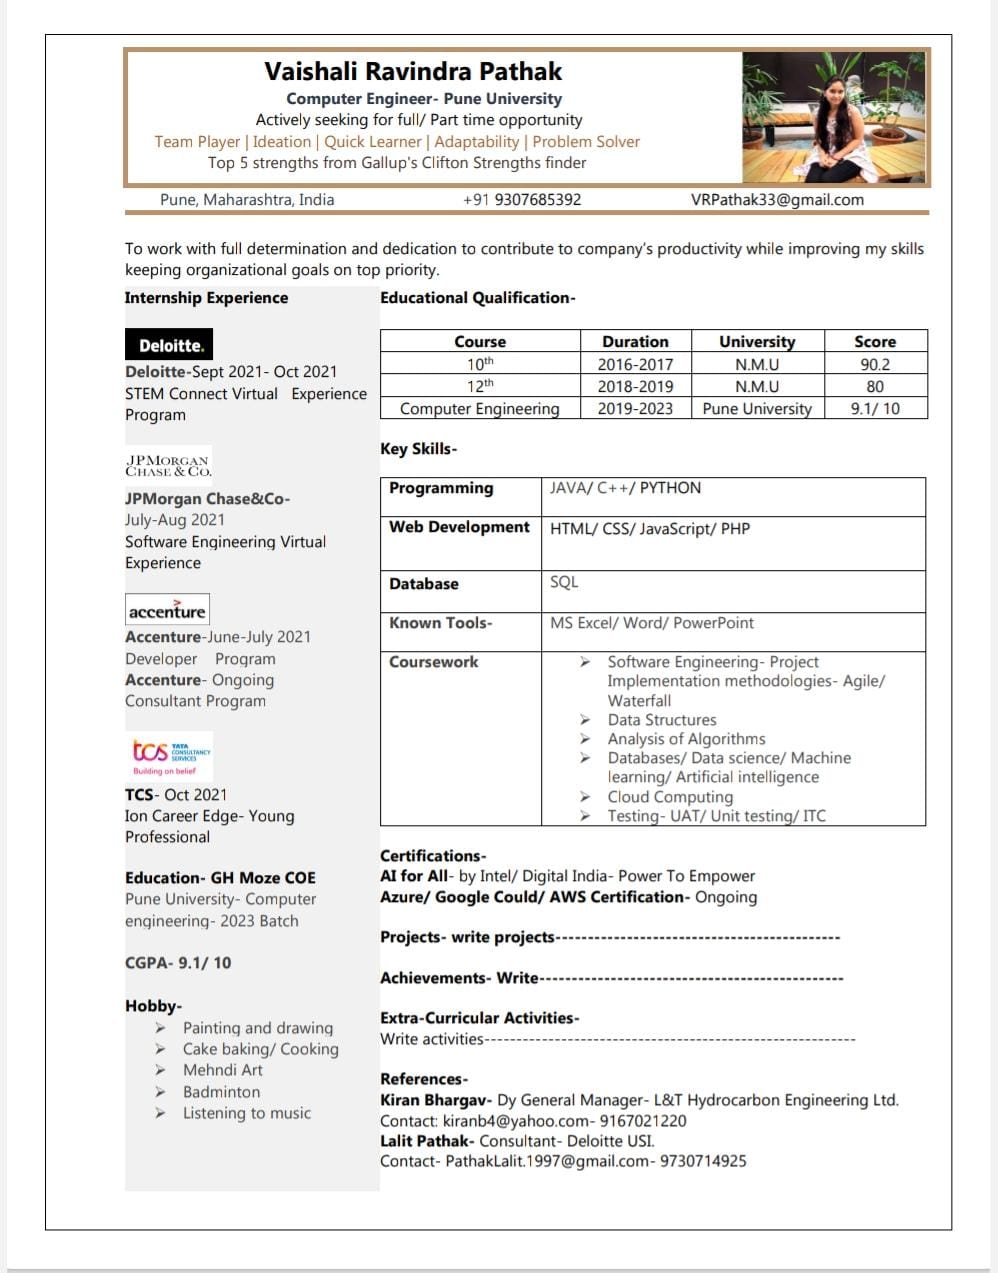 Vaishali Ravindra Pathak
Computer Engineer- Pune University
Actively seeking for full/ Part time opportunity
Team Player | Ideation | Quick Learner | Adaptability | Problem Solver
Top 5 strengths from Gallup's Clifton Strengths finder
Pune, Maharashtra, India +91 9307685392 VRPathak33@gmail.com
To work with full determination and dedication to contribute to company's productivity while improving my skills
keeping organizational goals on top priority.
Internship Experience
Deloitte.
Deloitte-Sept 2021- Oct 2021
STEM Connect Virtual Experience
Program
JPMORGAN
CHASE & CO.
JPMorgan Chase&Co-
July-Aug 2021
Software Engineering Virtual
Experience
accenture
Accenture-June-July 2021
Developer Program
Accenture- Ongoing
Consultant Program
tcs TATA
CONSULTANCY
SERVICES
Building on belief
TCS- Oct 2021
Ion Career Edge- Young
Professional
Education- GH Moze COE
Pune University- Computer
engineering- 2023 Batch
CGPA- 9.1/ 10
Hobby-
➢ Painting and drawing
➢ Cake baking/ Cooking
➢ Mehndi Art
➢ Badminton
➢ Listening to music
Educational Qualification-
Course Duration University Score
10th 2016-2017 N.M.U 90.2
12th 2018-2019 N.M.U 80
Computer Engineering 2019-2023 Pune University 9.1/ 10
Key Skills-
Programming JAVA/ C++/ PYTHON
Web Development HTML/ CSS/ JavaScript/ PHP
Database SQL
Known Tools- MS Excel/ Word/ PowerPoint
Coursework ➢ Software Engineering- Project
Implementation methodologies- Agile/
Waterfall
➢ Data Structures
➢ Analysis of Algorithms
➢ Databases/ Data science/ Machine
learning/ Artificial intelligence
➢ Cloud Computing
➢ Testing- UAT/ Unit testing/ ITC
Certifications-
AI for All- by Intel/ Digital India- Power To Empower
Azure/ Google Could/ AWS Certification- Ongoing
Projects- write projects--------------------------------------------
Achievements- Write-----------------------------------------------
Extra-Curricular Activities-
Write activities---------------------------------------------------------
References-
Kiran Bhargav- Dy General Manager- L&T Hydrocarbon Engineering Ltd.
Contact: kiranb4@yahoo.com- 9167021220
Lalit Pathak- Consultant- Deloitte USI.
Contact- PathakLalit.1997@gmail.com- 9730714925